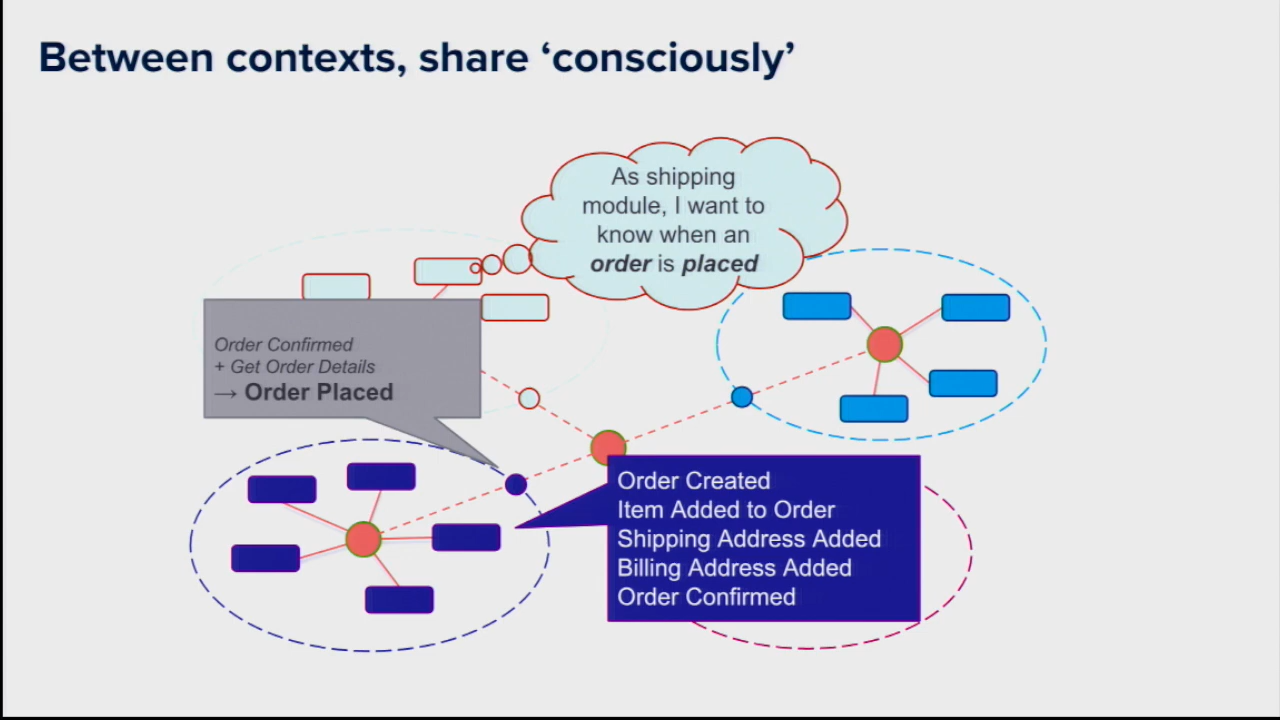 Between contexts, share ‘consciously’
As shipping
module, I want to
know when an
order is placed
Order Confirmed
+ Get Order Details
→ Order Placed
Order Created
Item Added to Order
Shipping Address Added
Billing Address Added
Order Confirmed